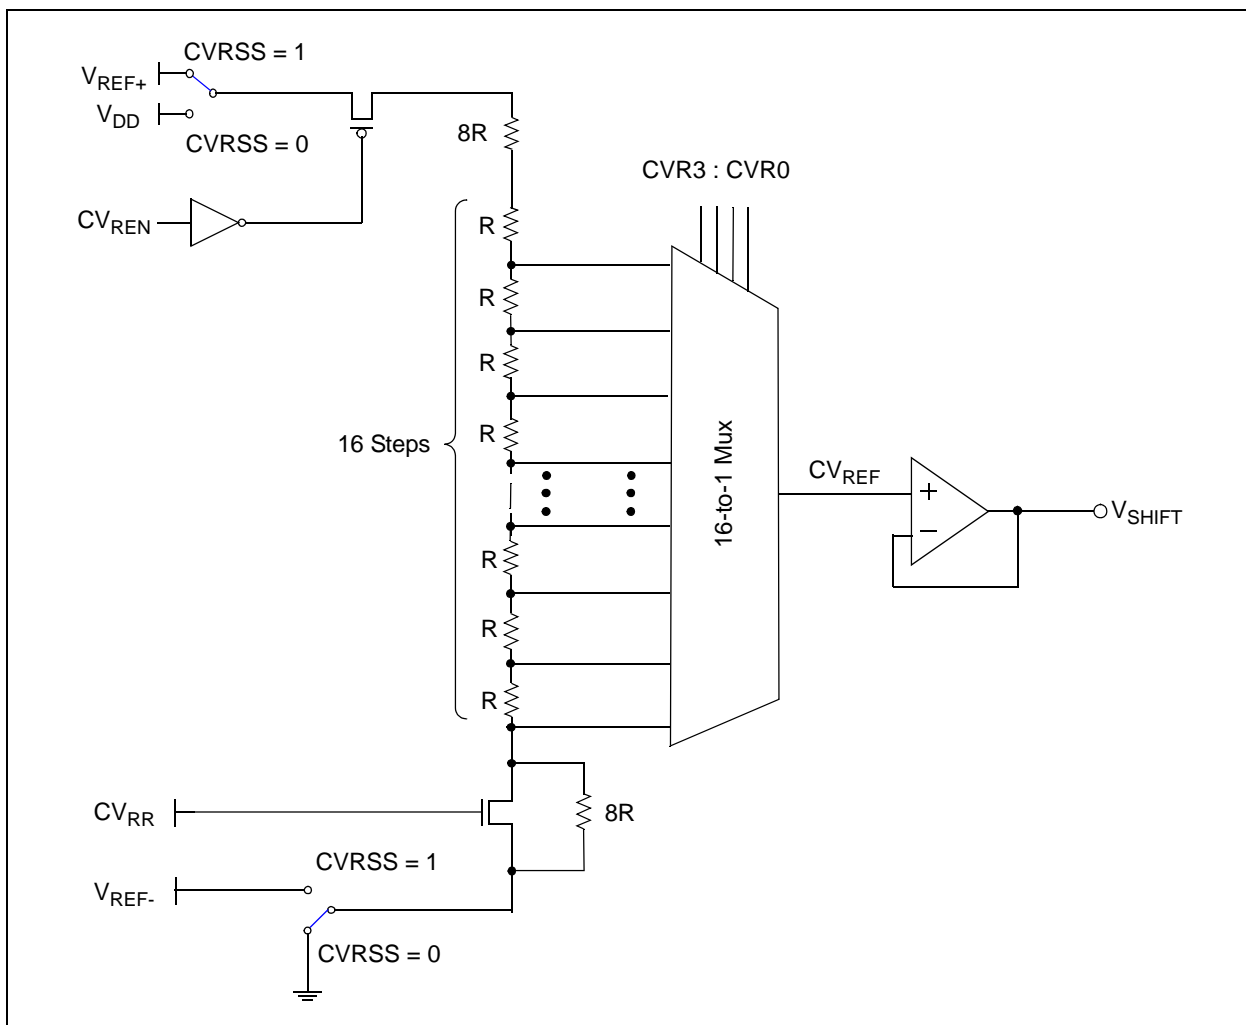 CVRSS = 1
VREF+
VDD
CVRSS = 0
8R
CVR3 : CVR0
CVREN
R
R
R
16 Steps
R
16-to-1 Mux
CVREF
+
−
VSHIFT
R
R
R
CVRR
8R
CVRSS = 1
VREF-
CVRSS = 0